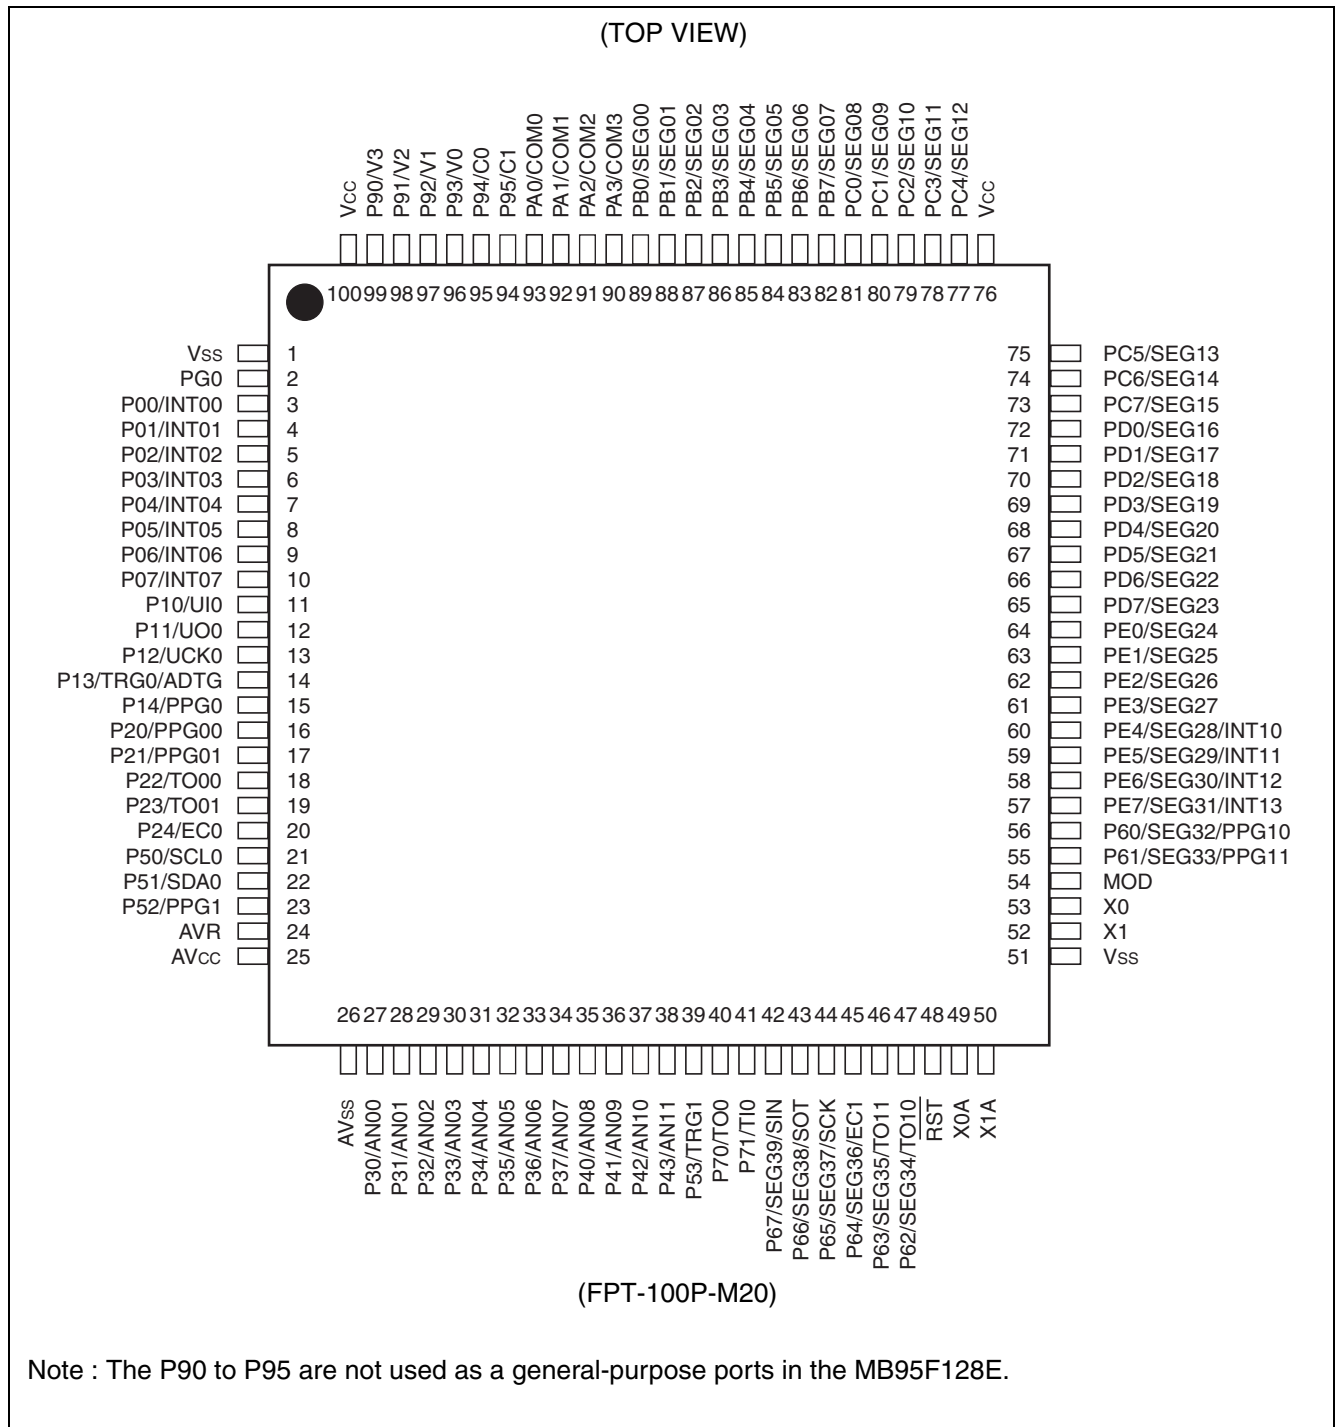 (TOP VIEW)
Vcc
P90/V3
P91/V2
P92/V1
P93/V0
P94/C0
P95/C1
PA0/COM0
PA1/COM1
PA2/COM2
PA3/COM3
PB0/SEG00
PB1/SEG01
PB2/SEG02
PB3/SEG03
PB4/SEG04
PB5/SEG05
PB6/SEG06
PB7/SEG07
PC0/SEG08
PC1/SEG09
PC2/SEG10
PC3/SEG11
PC4/SEG12
Vcc
100 99 98 97 96 95 94 93 92 91 90 89 88 87 86 85 84 83 82 81 80 79 78 77 76
Vss 1
PG0 2
P00/INT00 3
P01/INT01 4
P02/INT02 5
P03/INT03 6
P04/INT04 7
P05/INT05 8
P06/INT06 9
P07/INT07 10
P10/UI0 11
P11/UO0 12
P12/UCK0 13
P13/TRG0/ADTG 14
P14/PPG0 15
P20/PPG00 16
P21/PPG01 17
P22/TO00 18
P23/TO01 19
P24/EC0 20
P50/SCL0 21
P51/SDA0 22
P52/PPG1 23
AVR 24
AVcc 25
75 PC5/SEG13
74 PC6/SEG14
73 PC7/SEG15
72 PD0/SEG16
71 PD1/SEG17
70 PD2/SEG18
69 PD3/SEG19
68 PD4/SEG20
67 PD5/SEG21
66 PD6/SEG22
65 PD7/SEG23
64 PE0/SEG24
63 PE1/SEG25
62 PE2/SEG26
61 PE3/SEG27
60 PE4/SEG28/INT10
59 PE5/SEG29/INT11
58 PE6/SEG30/INT12
57 PE7/SEG31/INT13
56 P60/SEG32/PPG10
55 P61/SEG33/PPG11
54 MOD
53 X0
52 X1
51 Vss
26 27 28 29 30 31 32 33 34 35 36 37 38 39 40 41 42 43 44 45 46 47 48 49 50
AVss
P30/AN00
P31/AN01
P32/AN02
P33/AN03
P34/AN04
P35/AN05
P36/AN06
P37/AN07
P40/AN08
P41/AN09
P42/AN10
P43/AN11
P53/TRG1
P70/TO0
P71/TI0
P67/SEG39/SIN
P66/SEG38/SOT
P65/SEG37/SCK
P64/SEG36/EC1
P63/SEG35/TO11
P62/SEG34/TO10
RST
X0A
X1A
(FPT-100P-M20)
Note : The P90 to P95 are not used as a general-purpose ports in the MB95F128E.